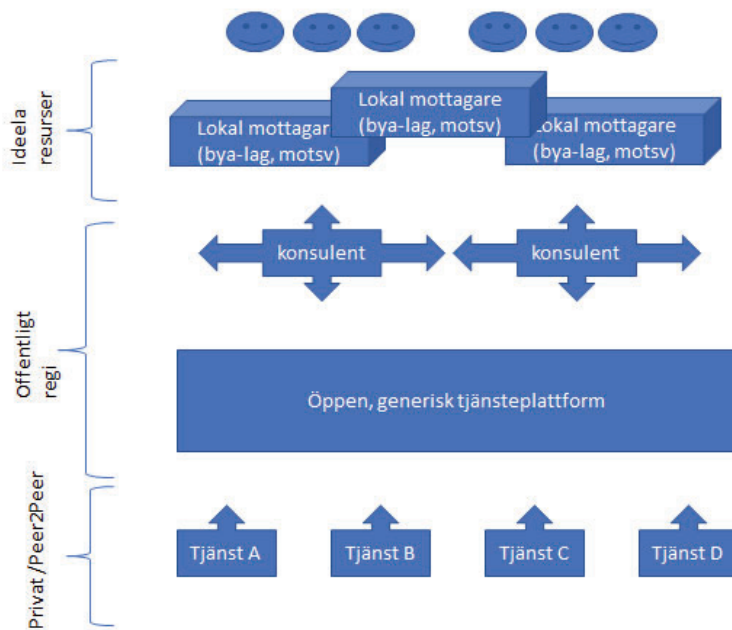 Ideela
resurser
Lokal mottagare
(bya-lag, motsv)
Lokal mottagare
(bya-lag, motsv)
Lokal mottagare
(bya-lag, motsv)
Offentligt
regi
konsulent
konsulent
Öppen, generisk tjänsteplattform
Privat /Peer2Peer
Tjänst A
Tjänst B
Tjänst C
Tjänst D